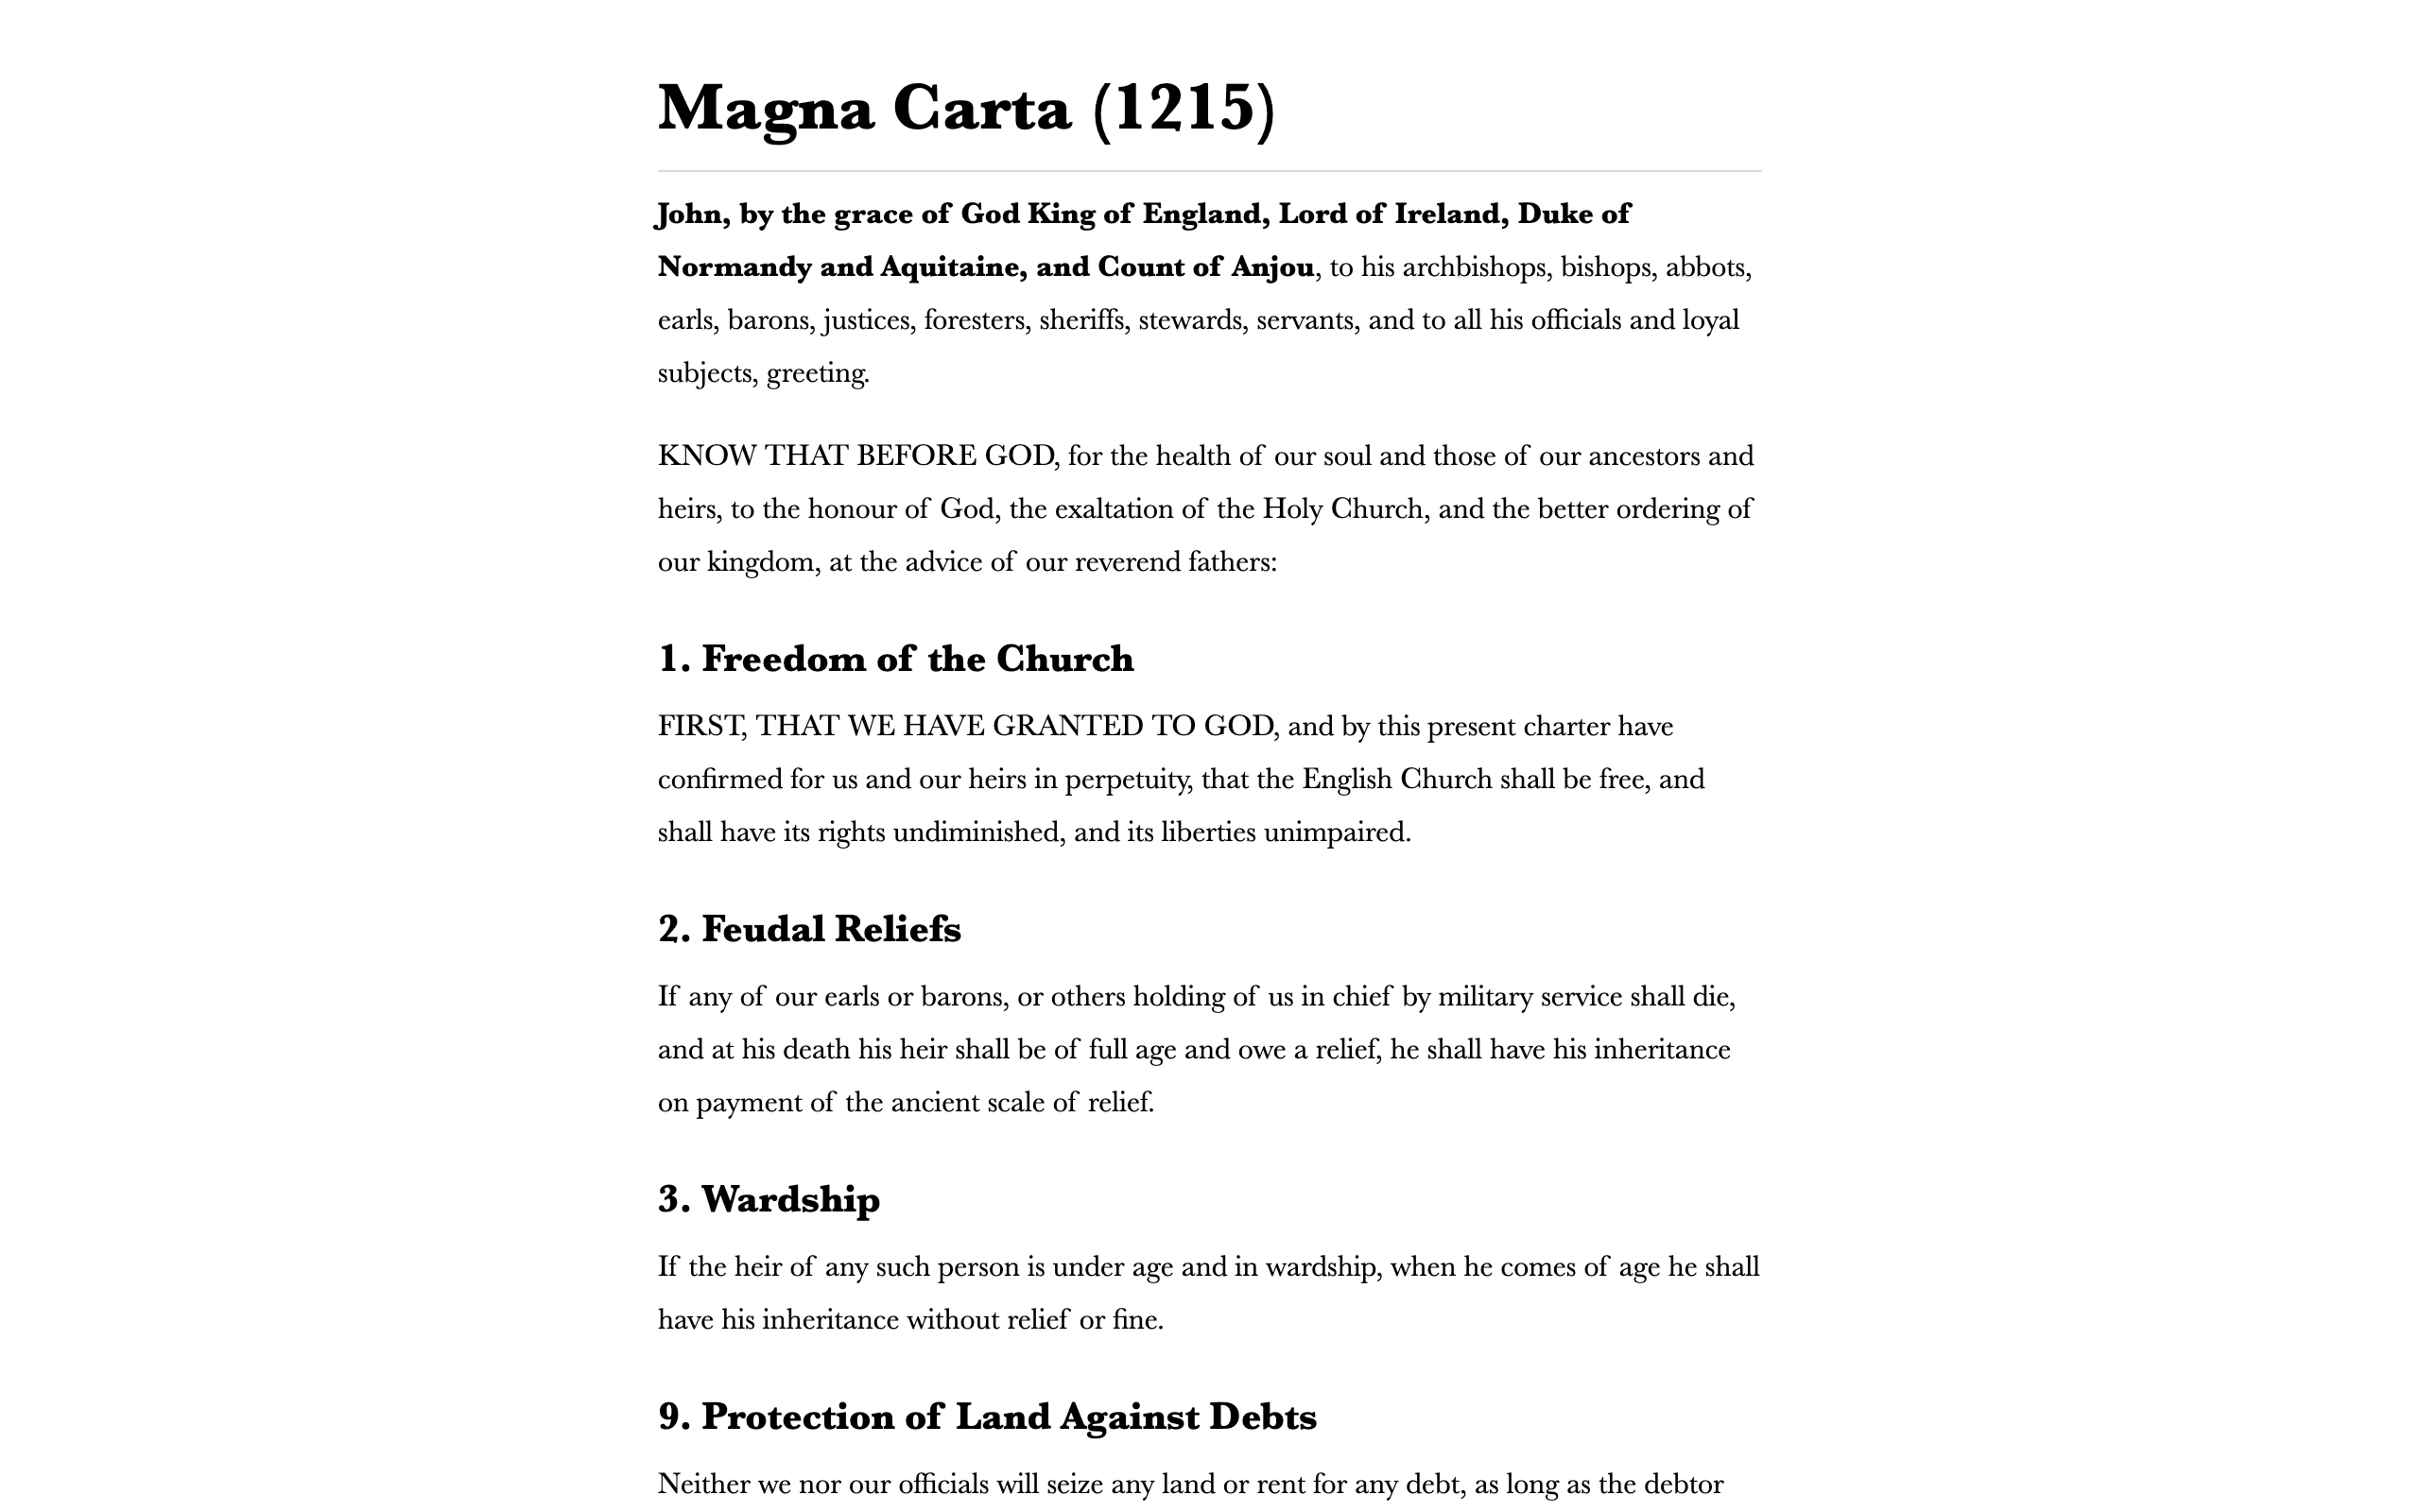 Magna Carta (1215)
John, by the grace of God King of England, Lord of Ireland, Duke of
Normandy and Aquitaine, and Count of Anjou, to his archbishops, bishops, abbots,
earls, barons, justices, foresters, sheriffs, stewards, servants, and to all his officials and loyal
subjects, greeting.
KNOW THAT BEFORE GOD, for the health of our soul and those of our ancestors and
heirs, to the honour of God, the exaltation of the Holy Church, and the better ordering of
our kingdom, at the advice of our reverend fathers:
1. Freedom of the Church
FIRST, THAT WE HAVE GRANTED TO GOD, and by this present charter have
confirmed for us and our heirs in perpetuity, that the English Church shall be free, and
shall have its rights undiminished, and its liberties unimpaired.
2. Feudal Reliefs
If any of our earls or barons, or others holding of us in chief by military service shall die,
and at his death his heir shall be of full age and owe a relief, he shall have his inheritance
on payment of the ancient scale of relief.
3. Wardship
If the heir of any such person is under age and in wardship, when he comes of age he shall
have his inheritance without relief or fine.
9. Protection of Land Against Debts
Neither we nor our officials will seize any land or rent for any debt, as long as the debtor